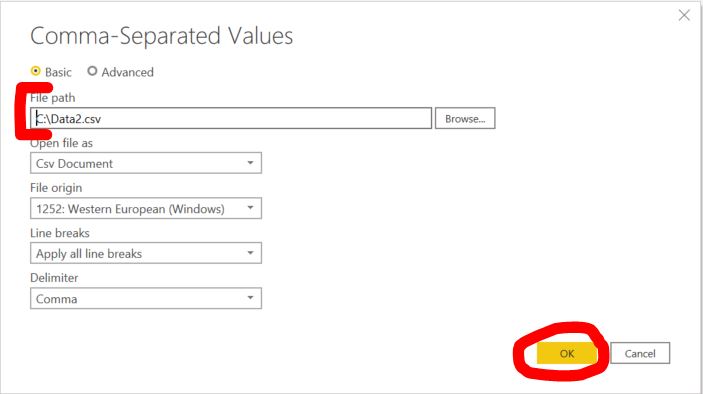 Comma-Separated Values
Basic Advanced
File path
C:\Data2.csv Browse...
Open file as
Csv Document
File origin
1252: Western European (Windows)
Line breaks
Apply all line breaks
Delimiter
Comma
OK Cancel